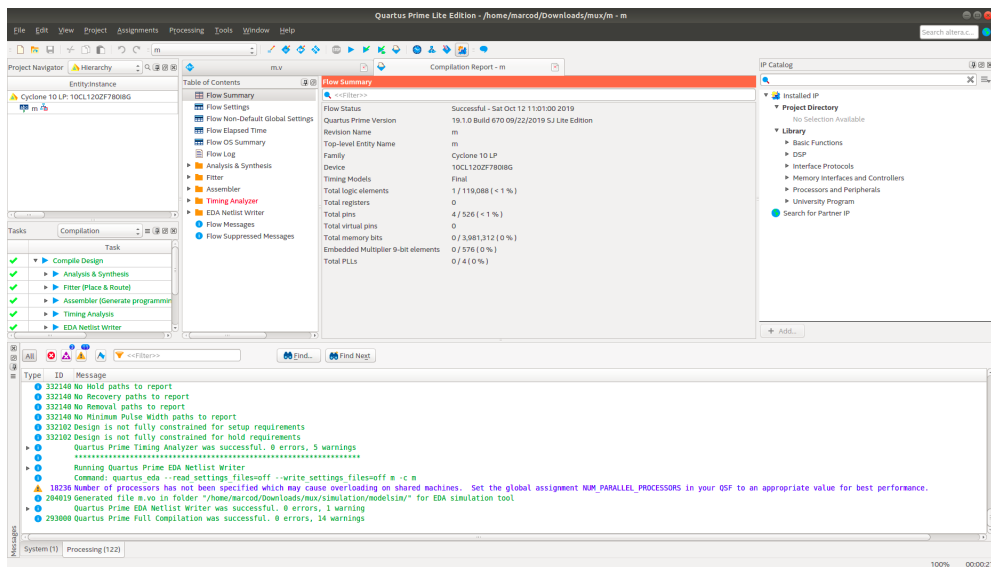 Quartus Prime Lite Edition - /home/marcod/Downloads/mux/m - m
File Edit View Project Assignments Processing Tools Window Help
Search altera.c...
m
Project Navigator Hierarchy
Entity:Instance
Cyclone 10 LP: 10CL120ZF780I8G
m
Tasks Compilation
Task
Compile Design
Analysis & Synthesis
Fitter (Place & Route)
Assembler (Generate programmin
Timing Analysis
EDA Netlist Writer
m.v
Compilation Report - m
Table of Contents
Flow Summary
Flow Settings
Flow Non-Default Global Settings
Flow Elapsed Time
Flow OS Summary
Flow Log
Analysis & Synthesis
Fitter
Assembler
Timing Analyzer
EDA Netlist Writer
Flow Messages
Flow Suppressed Messages
Flow Summary
<<Filter>>
Flow Status Successful - Sat Oct 12 11:01:00 2019
Quartus Prime Version 19.1.0 Build 670 09/22/2019 SJ Lite Edition
Revision Name m
Top-level Entity Name m
Family Cyclone 10 LP
Device 10CL120ZF780I8G
Timing Models Final
Total logic elements 1 / 119,088 ( < 1 % )
Total registers 0
Total pins 4 / 526 ( < 1 % )
Total virtual pins 0
Total memory bits 0 / 3,981,312 ( 0 % )
Embedded Multiplier 9-bit elements 0 / 576 ( 0 % )
Total PLLs 0 / 4 ( 0 % )
IP Catalog
Installed IP
Project Directory
No Selection Available
Library
Basic Functions
DSP
Interface Protocols
Memory Interfaces and Controllers
Processors and Peripherals
University Program
Search for Partner IP
+ Add...
All <<Filter>> Find... Find Next
Type ID Message
332140 No Hold paths to report
332140 No Recovery paths to report
332140 No Removal paths to report
332140 No Minimum Pulse Width paths to report
332102 Design is not fully constrained for setup requirements
332102 Design is not fully constrained for hold requirements
Quartus Prime Timing Analyzer was successful. 0 errors, 5 warnings
*******************************************************************
Running Quartus Prime EDA Netlist Writer
Command: quartus_eda --read_settings_files=off --write_settings_files=off m -c m
18236 Number of processors has not been specified which may cause overloading on shared machines. Set the global assignment NUM_PARALLEL_PROCESSORS in your QSF to an appropriate value for best performance.
204019 Generated file m.vo in folder "/home/marcod/Downloads/mux/simulation/modelsim/" for EDA simulation tool
Quartus Prime EDA Netlist Writer was successful. 0 errors, 1 warning
293000 Quartus Prime Full Compilation was successful. 0 errors, 14 warnings
Messages
System (1) Processing (122)
100% 00:00:2